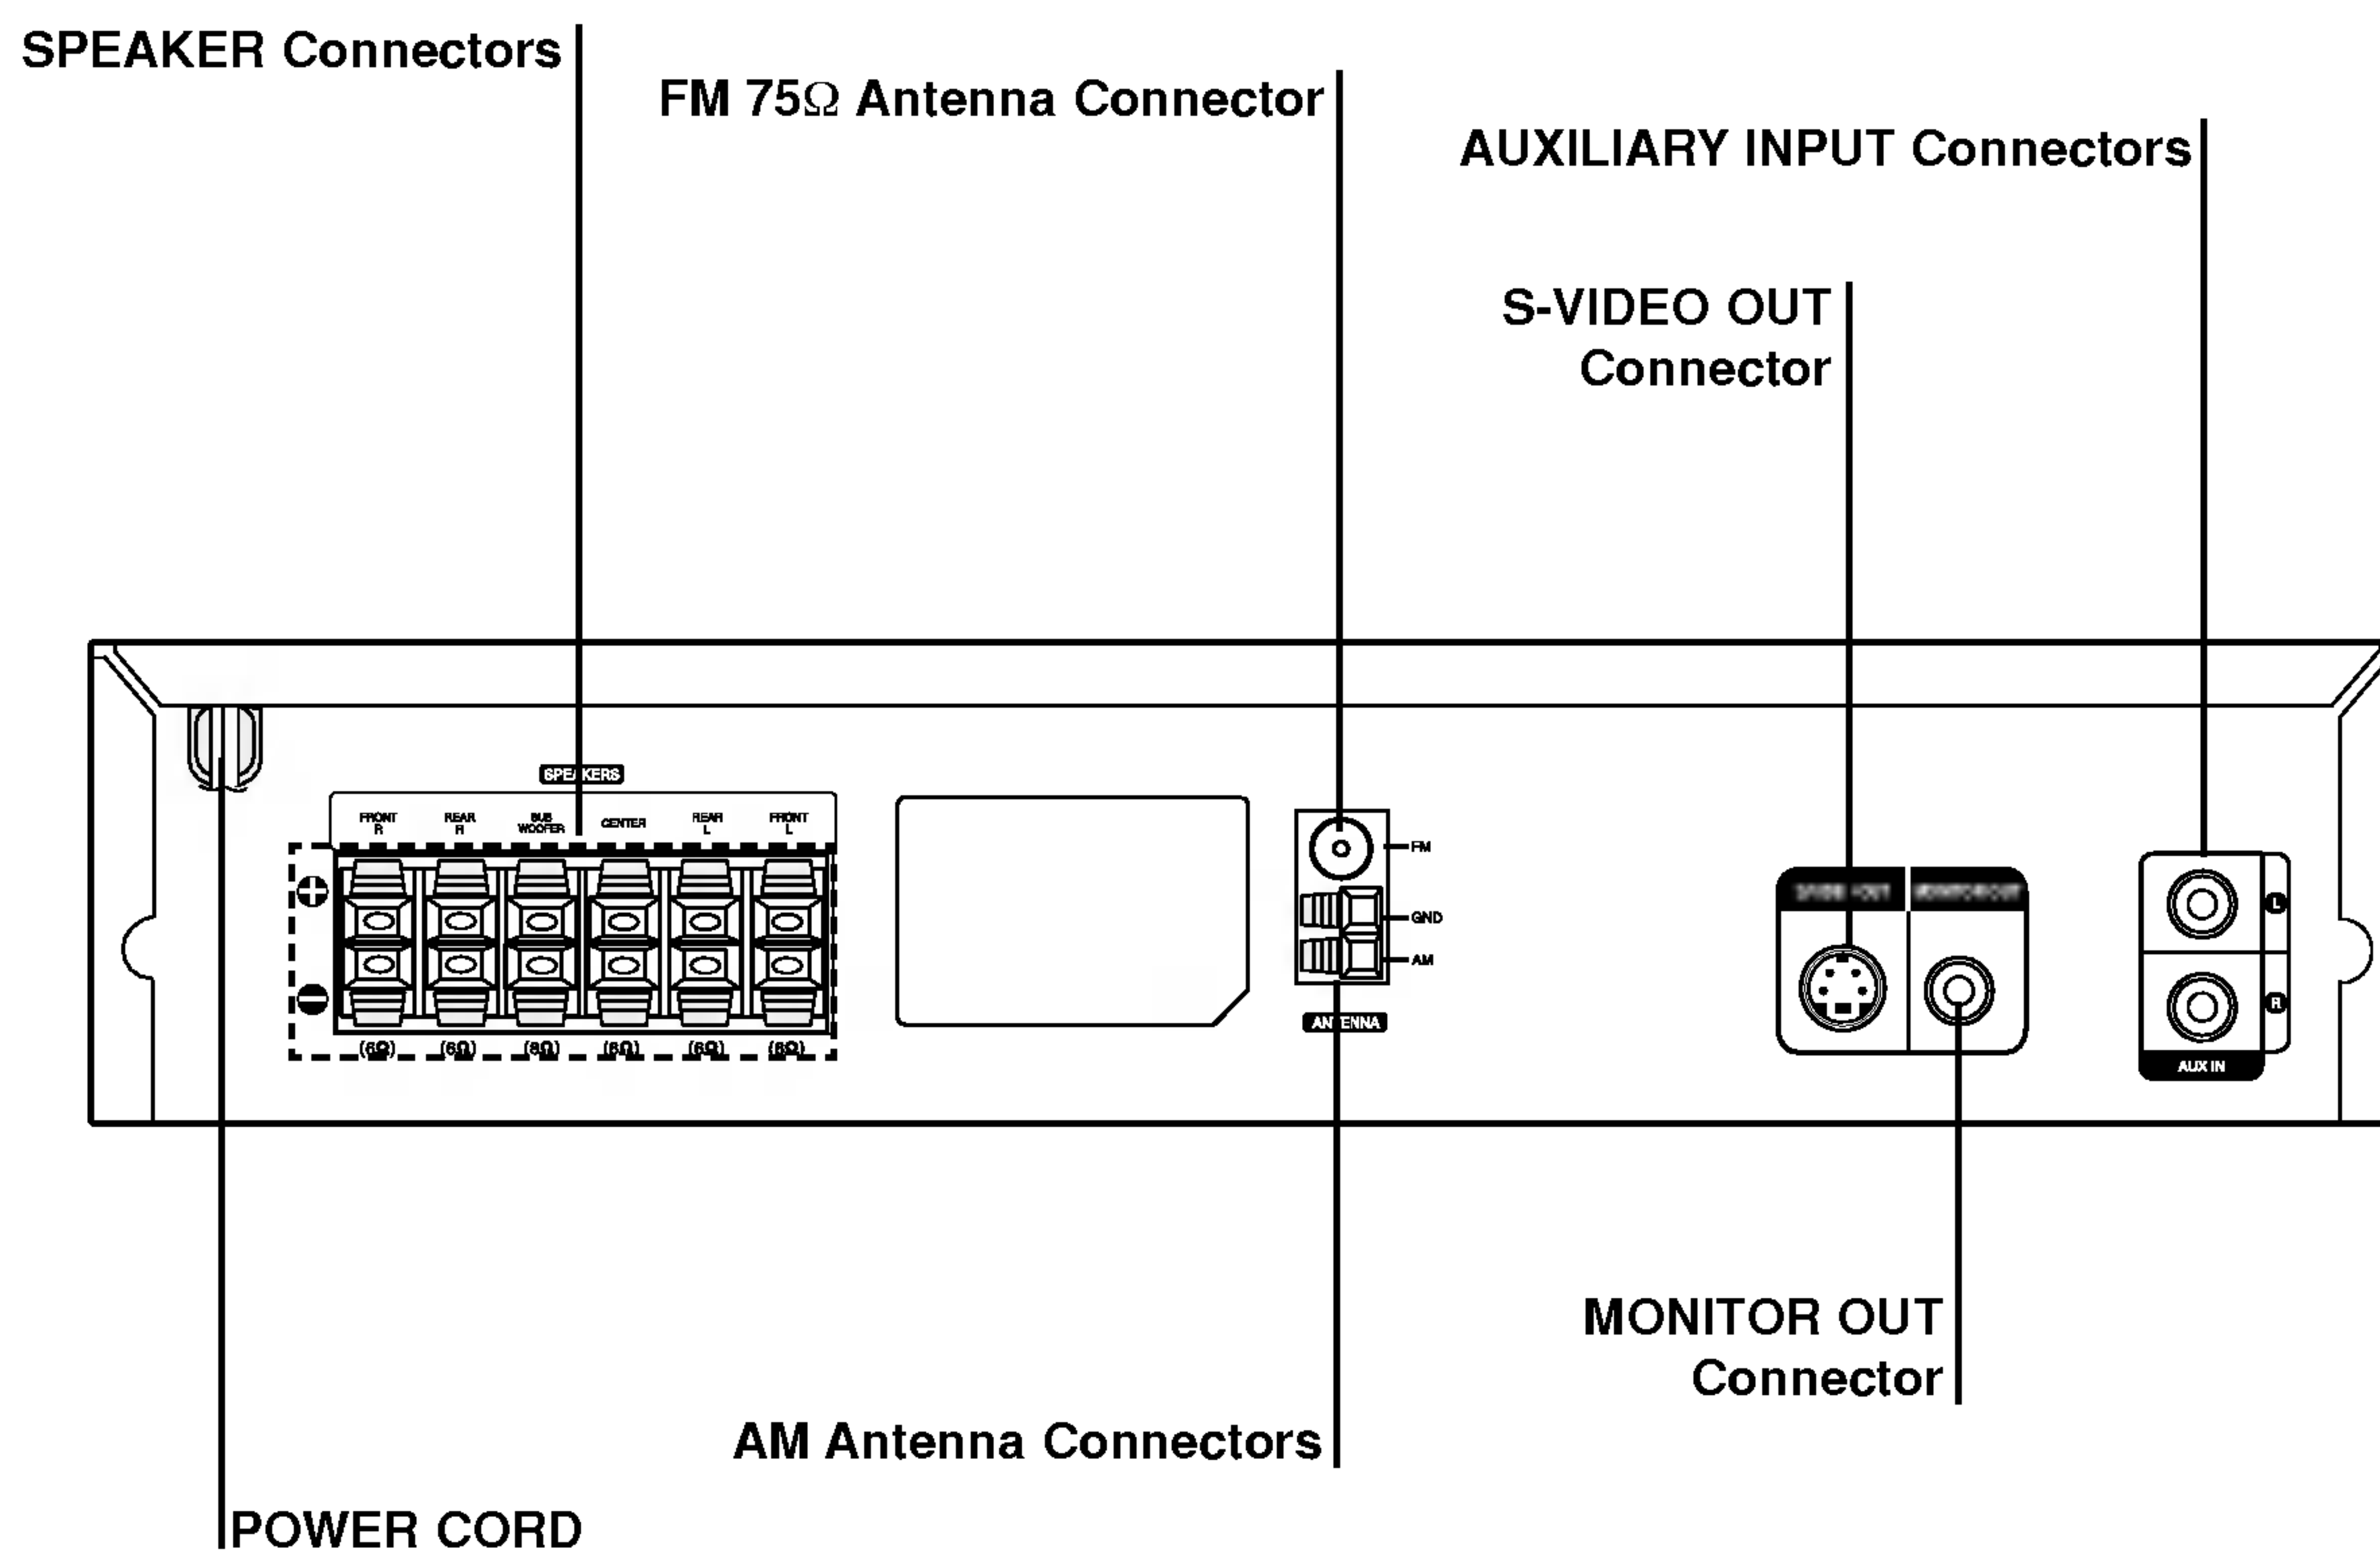 SPEAKER Connectors
FM 75Ω Antenna Connector
AUXILIARY INPUT Connectors
S-VIDEO OUT
Connector
SPEAKERS
FRONT
R
REAR
R
SUB
WOOFER
CENTER
REAR
L
FRONT
L
FM
GND
AM
ANTENNA
L
R
AUX IN
(6Ω) (6Ω) (8Ω) (6Ω) (6Ω) (6Ω)
MONITOR OUT
Connector
AM Antenna Connectors
POWER CORD